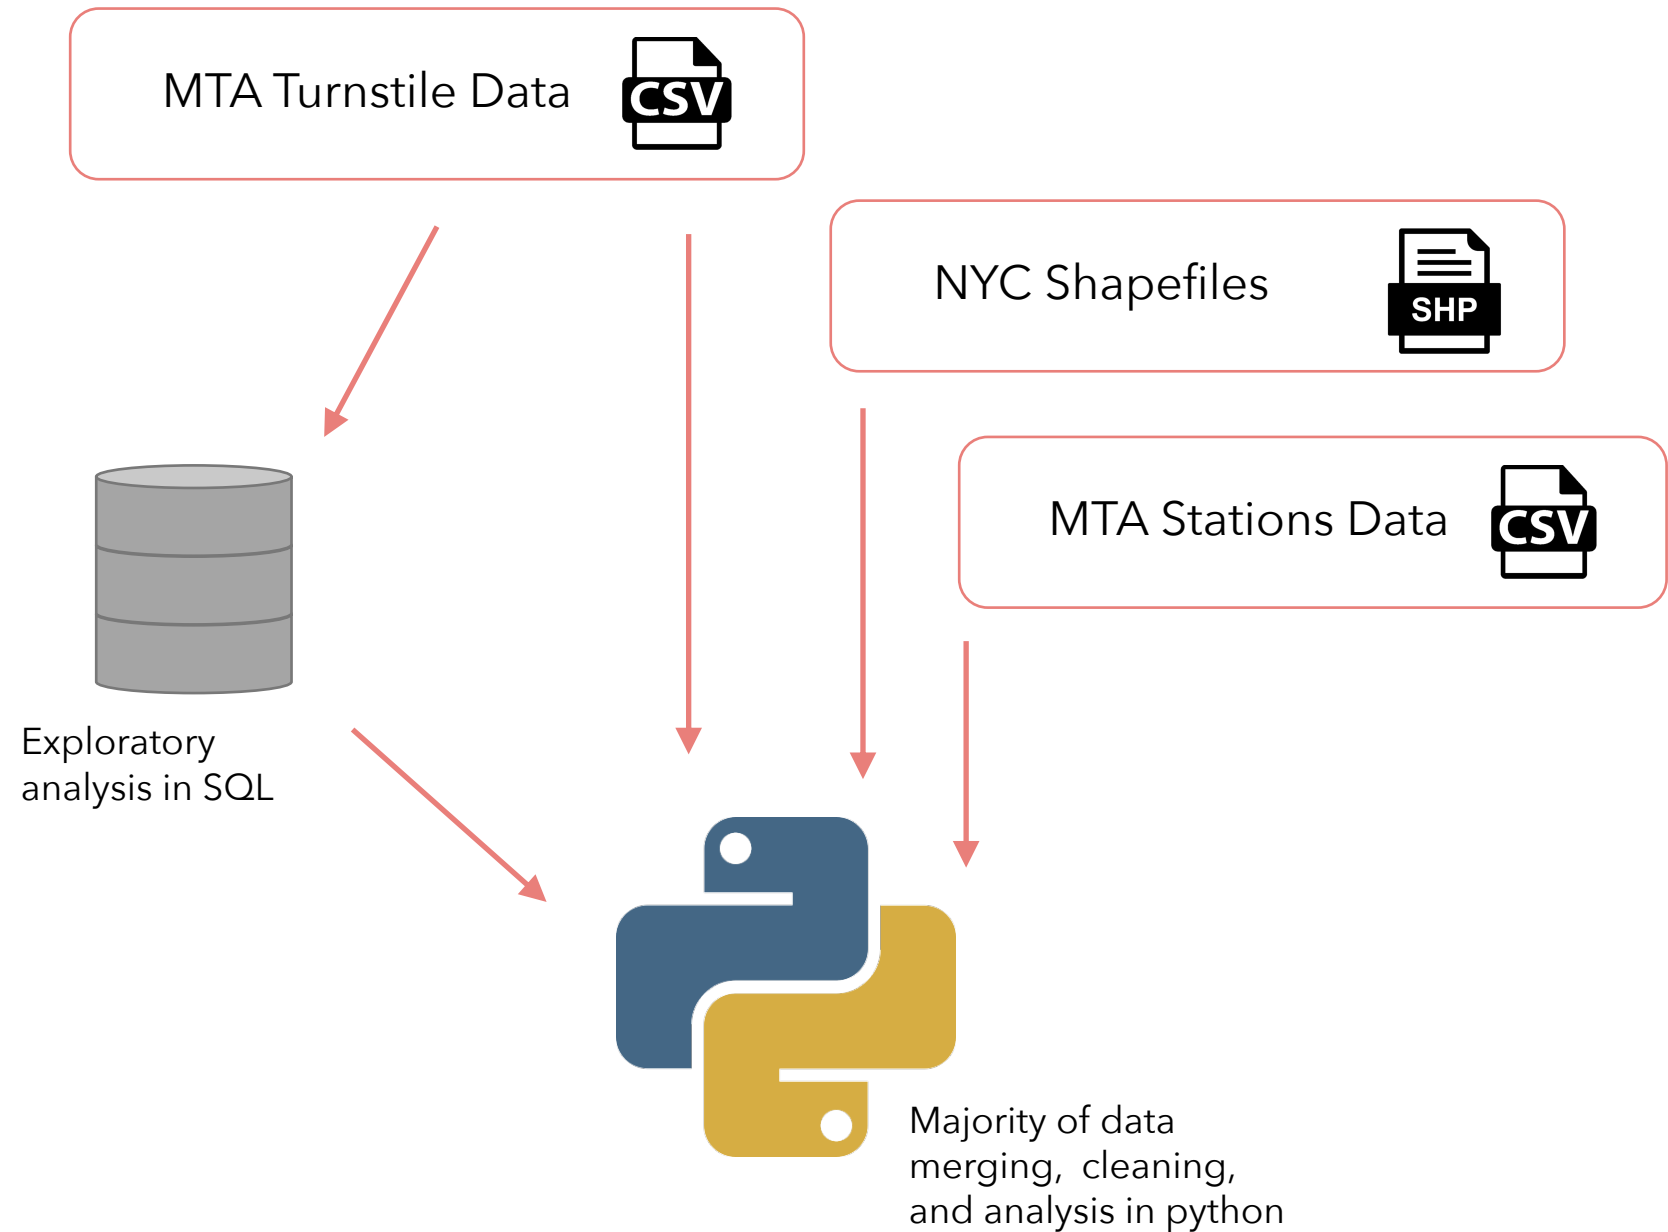 MTA Turnstile Data
CSV
NYC Shapefiles
SHP
MTA Stations Data
CSV
Exploratory
analysis in SQL
Majority of data
merging, cleaning,
and analysis in python